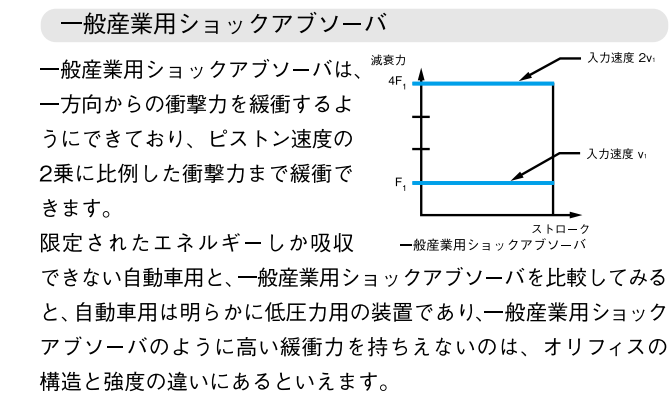 一般産業用ショックアブソーバ
一般産業用ショックアブソーバは、
一方向からの衝撃力を緩衝するよ
うにできており、ピストン速度の
2乗に比例した衝撃力まで緩衝で
きます。
減衰力
4F₁
入力速度 2v₁
入力速度 v₁
F₁
ストローク
一般産業用ショックアブソーバ
限定されたエネルギーしか吸収
できない自動車用と、一般産業用ショックアブソーバを比較してみる
と、自動車用は明らかに低圧力用の装置であり、一般産業用ショック
アブソーバのように高い緩衝力を持ちえないのは、オリフィスの
構造と強度の違いにあるといえます。